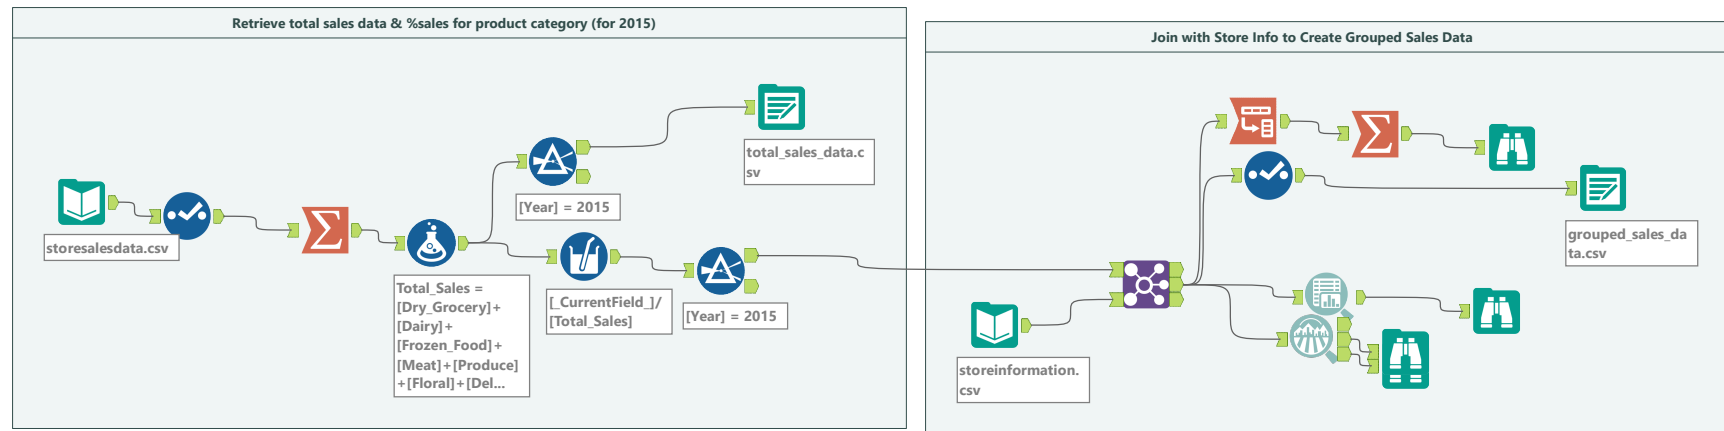 Retrieve total sales data & %sales for product category (for 2015)
Join with Store Info to Create Grouped Sales Data
storesalesdata.csv
Total_Sales =
[Dry_Grocery]+
[Dairy]+
[Frozen_Food]+
[Meat]+[Produce]
+[Floral]+[Del...
[Year] = 2015
total_sales_data.c
sv
[_CurrentField_]/
[Total_Sales]
[Year] = 2015
storeinformation.
csv
grouped_sales_da
ta.csv